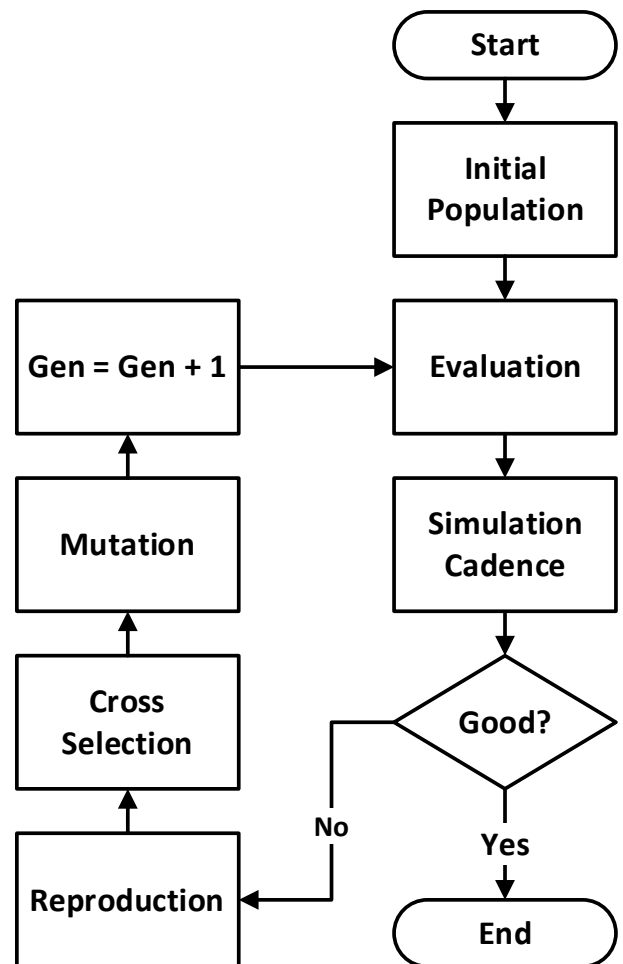 Start
Initial
Population
Evaluation
Simulation
Cadence
Good?
Yes
End
No
Reproduction
Cross
Selection
Mutation
Gen = Gen + 1